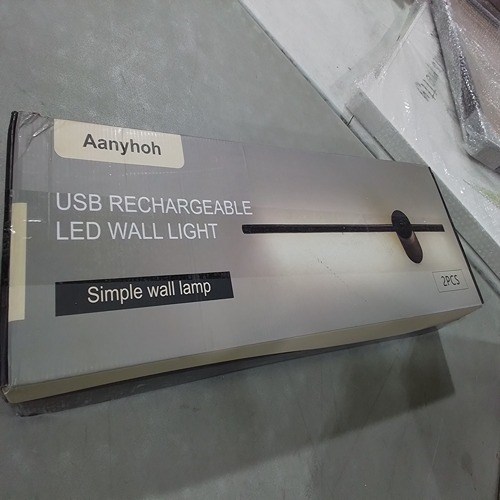 Aanyhoh
USB RECHARGEABLE
LED WALL LIGHT
Simple wall lamp
2PCS